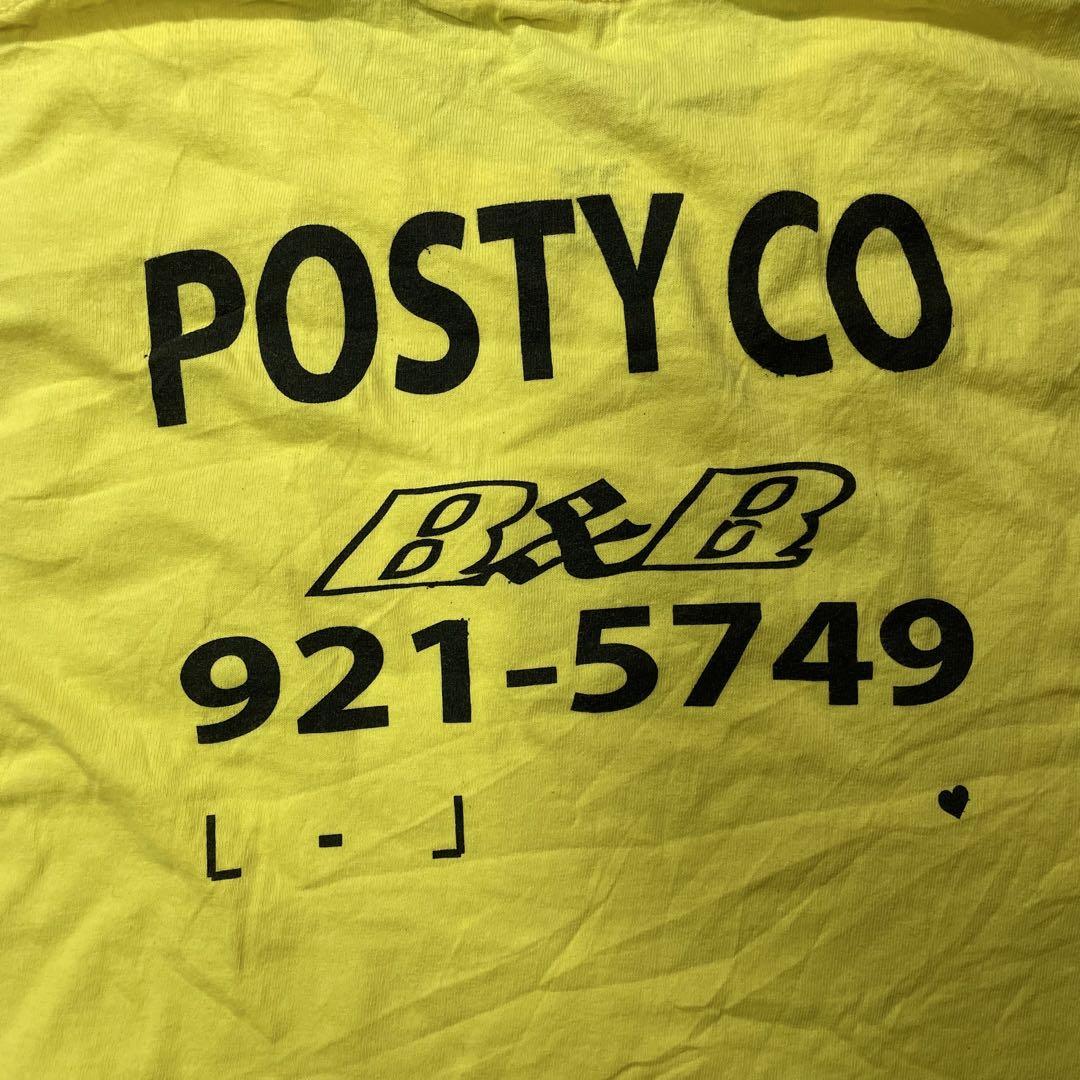 POSTY CO
B&B
921-5749
[ - ] ♥